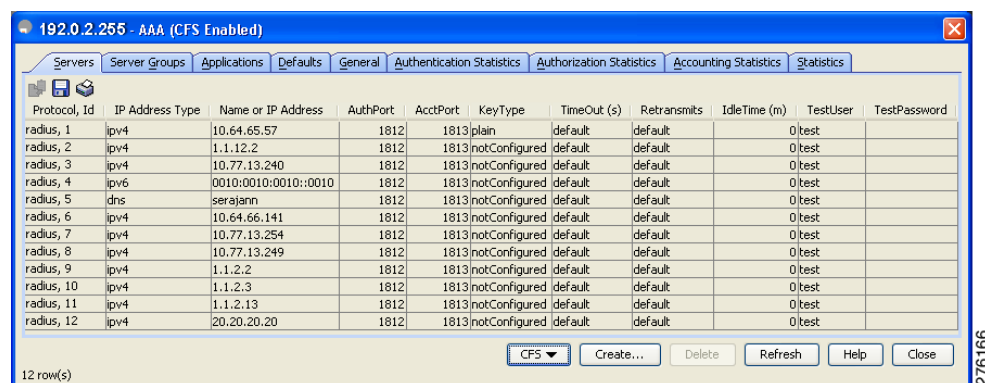 192.0.2.255 - AAA (CFS Enabled)
Servers Server Groups Applications Defaults General Authentication Statistics Authorization Statistics Accounting Statistics Statistics
Protocol, Id IP Address Type Name or IP Address AuthPort AcctPort KeyType TimeOut (s) Retransmits IdleTime (m) TestUser TestPassword
radius, 1 ipv4 10.64.65.57 1812 1813 plain default default 0 test
radius, 2 ipv4 1.1.12.2 1812 1813 notConfigured default default 0 test
radius, 3 ipv4 10.77.13.240 1812 1813 notConfigured default default 0 test
radius, 4 ipv6 0010:0010:0010::0010 1812 1813 notConfigured default default 0 test
radius, 5 dns serajann 1812 1813 notConfigured default default 0 test
radius, 6 ipv4 10.64.66.141 1812 1813 notConfigured default default 0 test
radius, 7 ipv4 10.77.13.254 1812 1813 notConfigured default default 0 test
radius, 8 ipv4 10.77.13.249 1812 1813 notConfigured default default 0 test
radius, 9 ipv4 1.1.2.2 1812 1813 notConfigured default default 0 test
radius, 10 ipv4 1.1.2.3 1812 1813 notConfigured default default 0 test
radius, 11 ipv4 1.1.2.13 1812 1813 notConfigured default default 0 test
radius, 12 ipv4 20.20.20.20 1812 1813 notConfigured default default 0 test
CFS Create... Delete Refresh Help Close
12 row(s)
276166